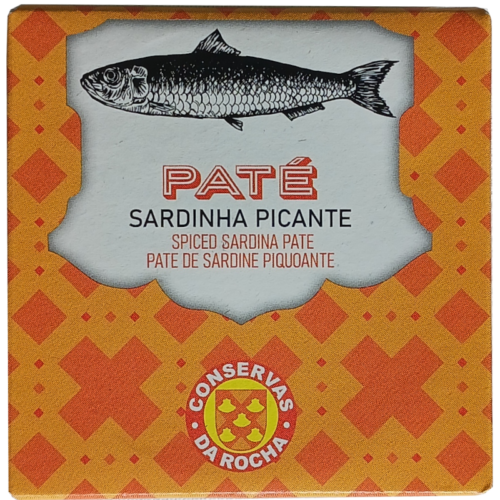 PATÉ
SARDINHA PICANTE
SPICED SARDINA PATE
PATE DE SARDINE PIQUOANTE
CONSERVAS
DA ROCHA